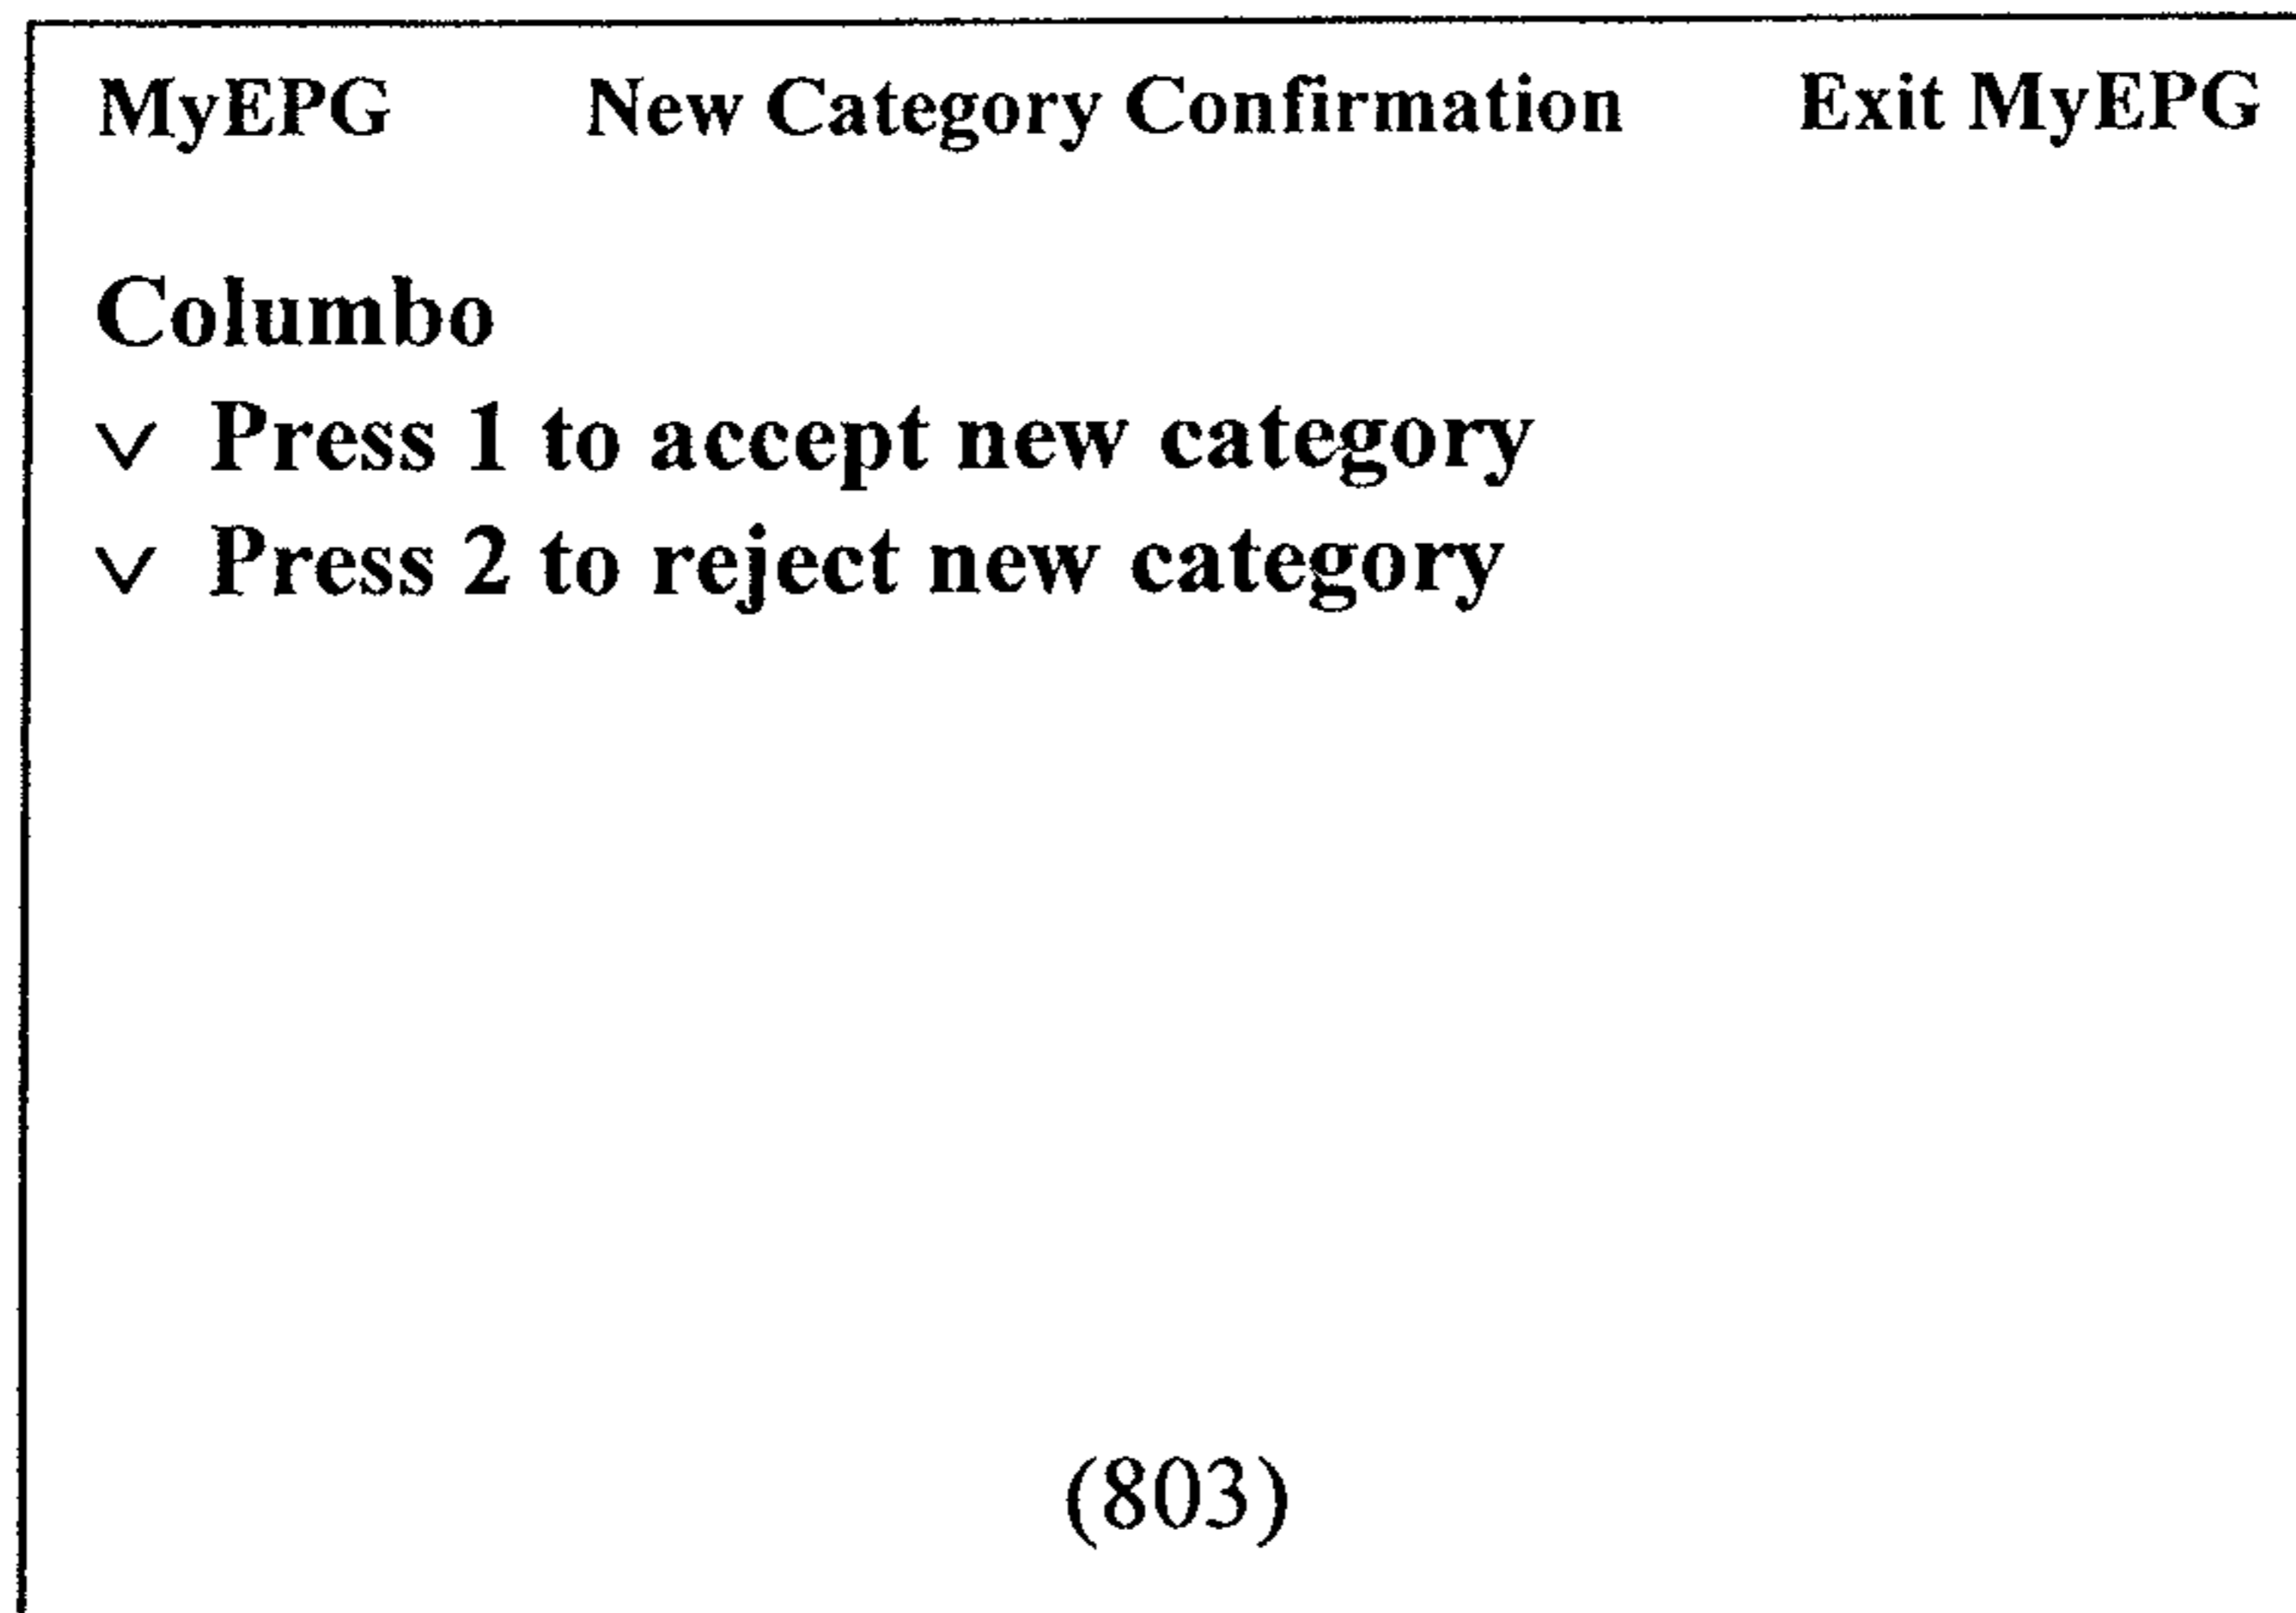 MyEPG New Category Confirmation Exit MyEPG
Columbo
∨ Press 1 to accept new category
∨ Press 2 to reject new category
(803)